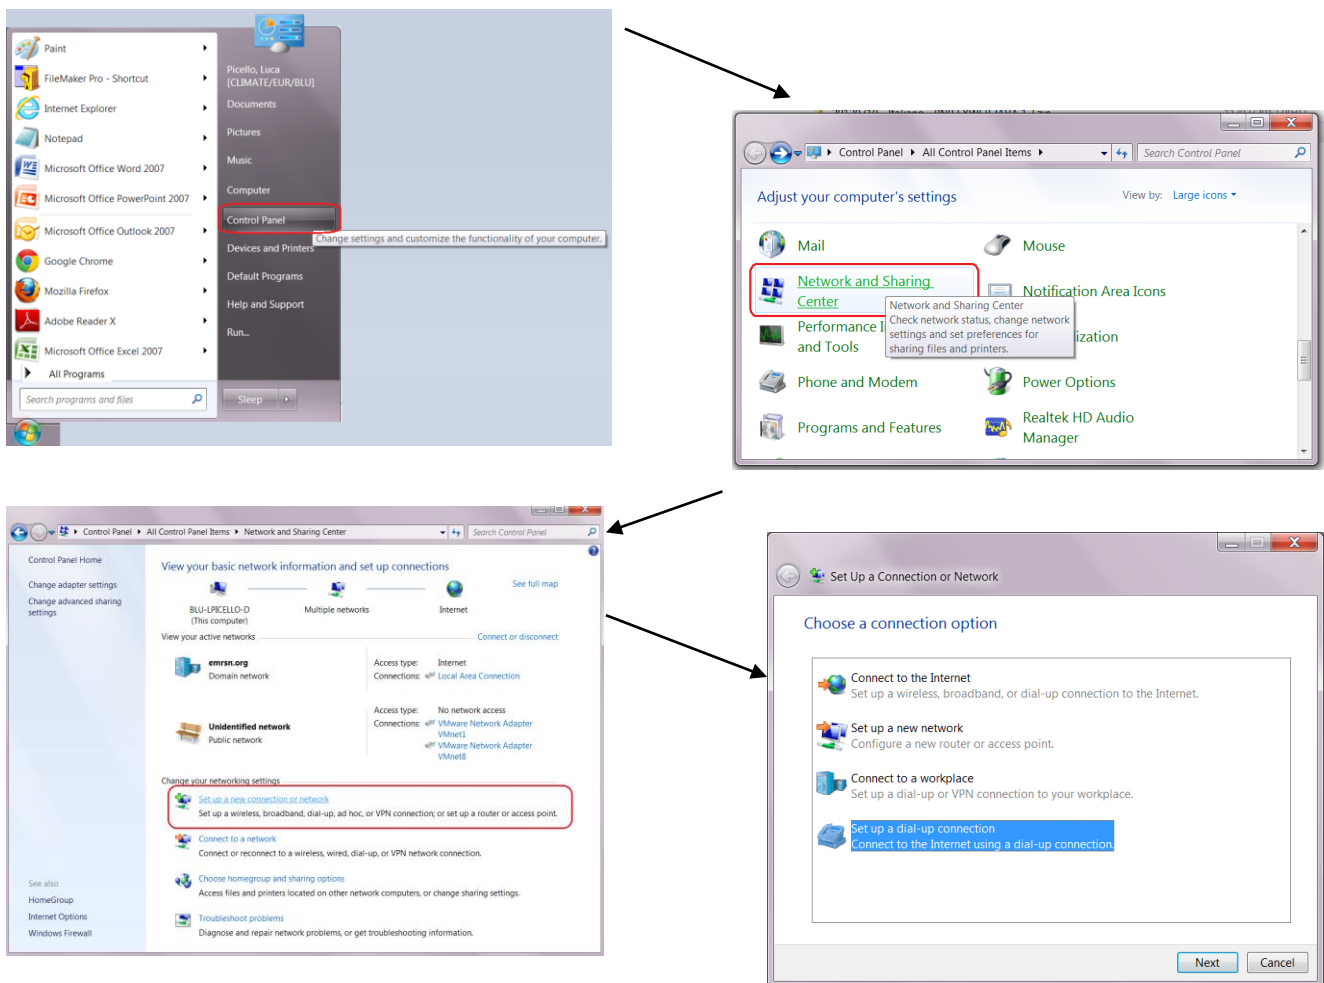 Paint
FileMaker Pro - Shortcut
Internet Explorer
Notepad
Microsoft Office Word 2007
Microsoft Office PowerPoint 2007
Microsoft Office Outlook 2007
Google Chrome
Mozilla Firefox
Adobe Reader X
Microsoft Office Excel 2007
All Programs
Search programs and files
Picello, Luca
[CLIMATE/EUR/BLU]
Documents
Pictures
Music
Computer
Control Panel
Change settings and customize the functionality of your computer.
Devices and Printers
Default Programs
Help and Support
Run...
Sleep
Control Panel All Control Panel Items
Search Control Panel
Adjust your computer's settings
View by: Large icons
Mail
Mouse
Network and Sharing
Center
Notification Area Icons
Network and Sharing Center
Check network status, change network
settings and set preferences for
sharing files and printers.
Performance
and Tools
Phone and Modem
Power Options
Programs and Features
Realtek HD Audio
Manager
Control Panel All Control Panel Items Network and Sharing Center
Search Control Panel
Control Panel Home
Change adapter settings
Change advanced sharing
settings
See also
HomeGroup
Internet Options
Windows Firewall
View your basic network information and set up connections
See full map
BLU-LPICELLO-D
(This computer)
Multiple networks
Internet
View your active networks
Connect or disconnect
emrsn.org
Domain network
Access type: Internet
Connections: Local Area Connection
Unidentified network
Public network
Access type: No network access
Connections: VMware Network Adapter
VMnet1
VMware Network Adapter
VMnet8
Change your networking settings
Set up a new connection or network
Set up a wireless, broadband, dial-up, ad hoc, or VPN connection; or set up a router or access point.
Connect to a network
Connect or reconnect to a wireless, wired, dial-up, or VPN network connection.
Choose homegroup and sharing options
Access files and printers located on other network computers, or change sharing settings.
Troubleshoot problems
Diagnose and repair network problems, or get troubleshooting information.
Set Up a Connection or Network
Choose a connection option
Connect to the Internet
Set up a wireless, broadband, or dial-up connection to the Internet.
Set up a new network
Configure a new router or access point.
Connect to a workplace
Set up a dial-up or VPN connection to your workplace.
Set up a dial-up connection
Connect to the Internet using a dial-up connection.
Next
Cancel